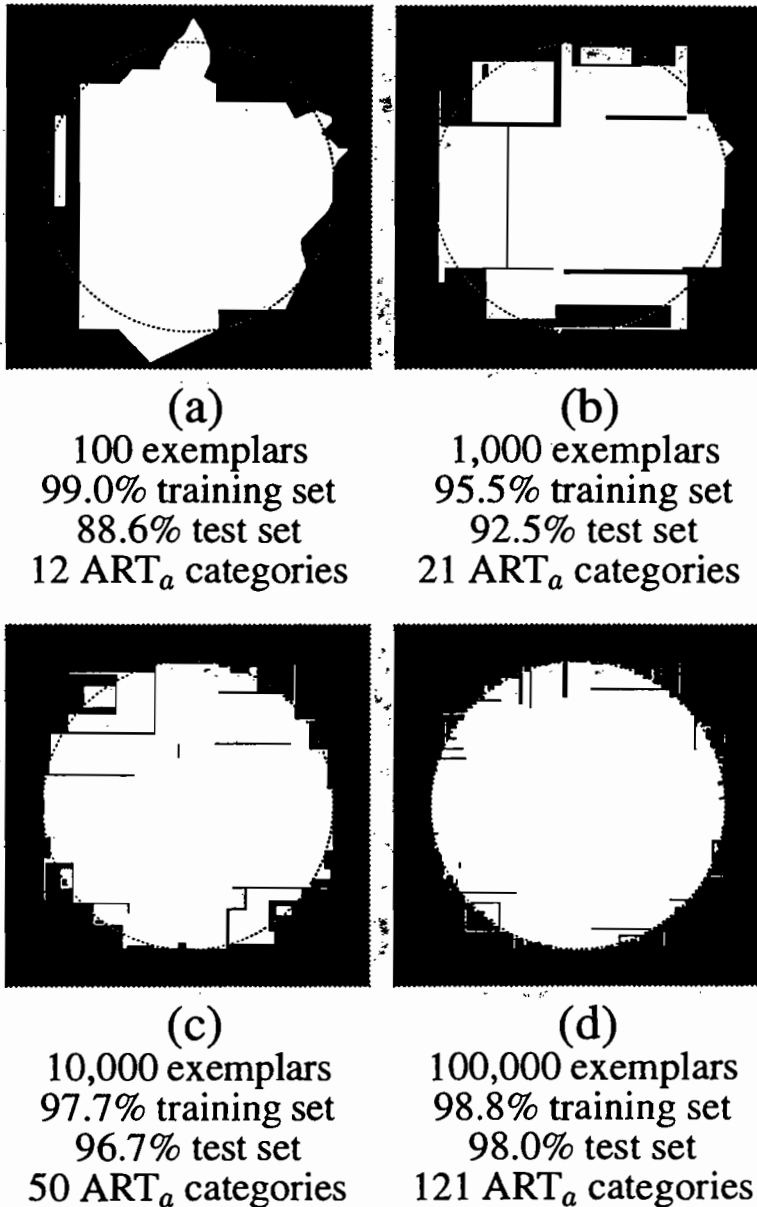 (a)
100 exemplars
99.0% training set
88.6% test set
12 ARTₐ categories
(b)
1,000 exemplars
95.5% training set
92.5% test set
21 ARTₐ categories
(c)
10,000 exemplars
97.7% training set
96.7% test set
50 ARTₐ categories
(d)
100,000 exemplars
98.8% training set
98.0% test set
121 ARTₐ categories